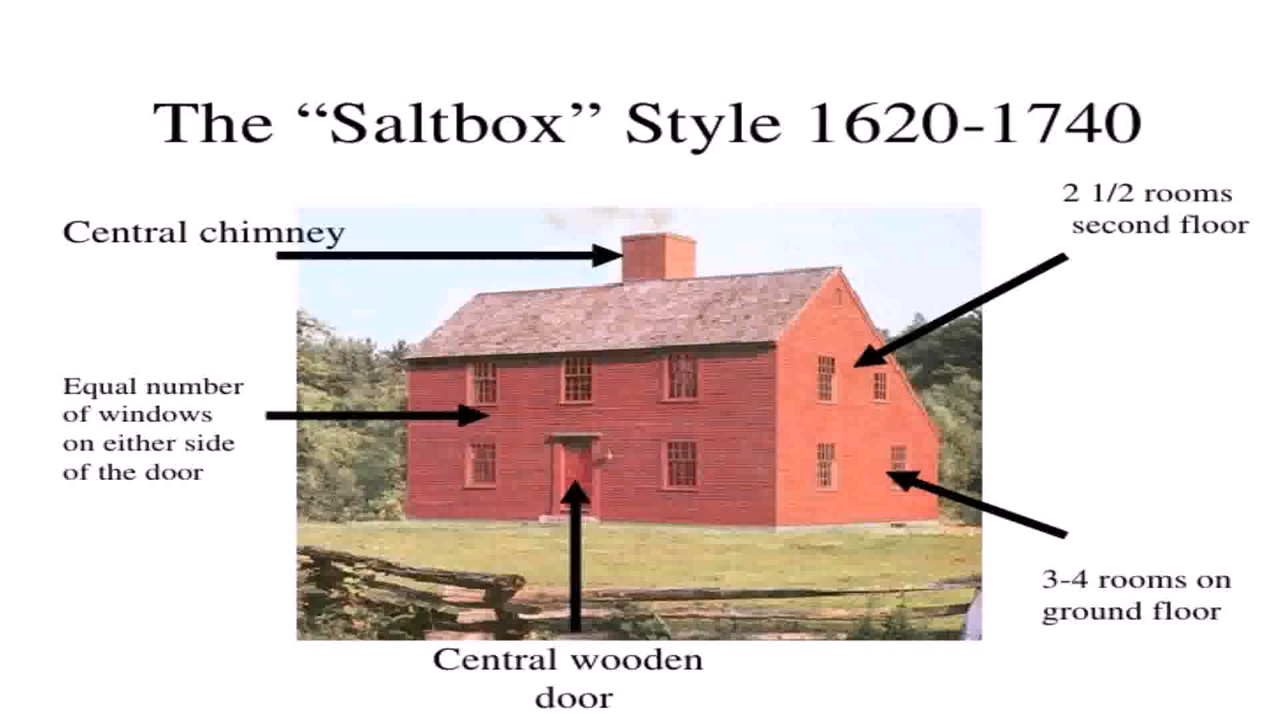 The “Saltbox” Style 1620-1740
Central chimney
2 1/2 rooms
second floor
Equal number
of windows
on either side
of the door
3-4 rooms on
ground floor
Central wooden
door